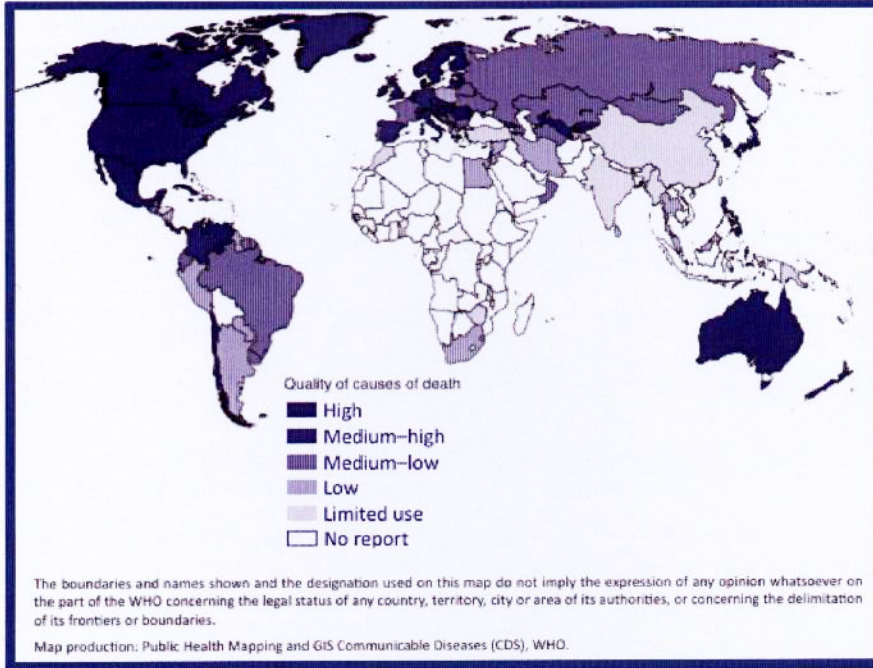 Quality of causes of death
High
Medium–high
Medium–low
Low
Limited use
No report
The boundaries and names shown and the designation used on this map do not imply the expression of any opinion whatsoever on
the part of the WHO concerning the legal status of any country, territory, city or area of its authorities, or concerning the delimitation
of its frontiers or boundaries.
Map production: Public Health Mapping and GIS Communicable Diseases (CDS), WHO.